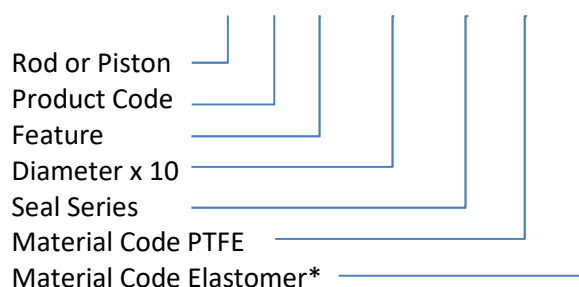 Rod or Piston
Product Code
Feature
Diameter x 10
Seal Series
Material Code PTFE
Material Code Elastomer*